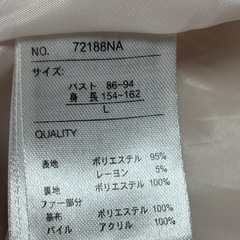 NO. 72188NA
サイズ:
バスト 86-94
身 長 154-162
L
QUALITY
表地 ポリエステル 95%
レーヨン 5%
裏地 ポリエステル 100%
ファー部分
基布 ポリエステル 100%
パイル アクリル 100%